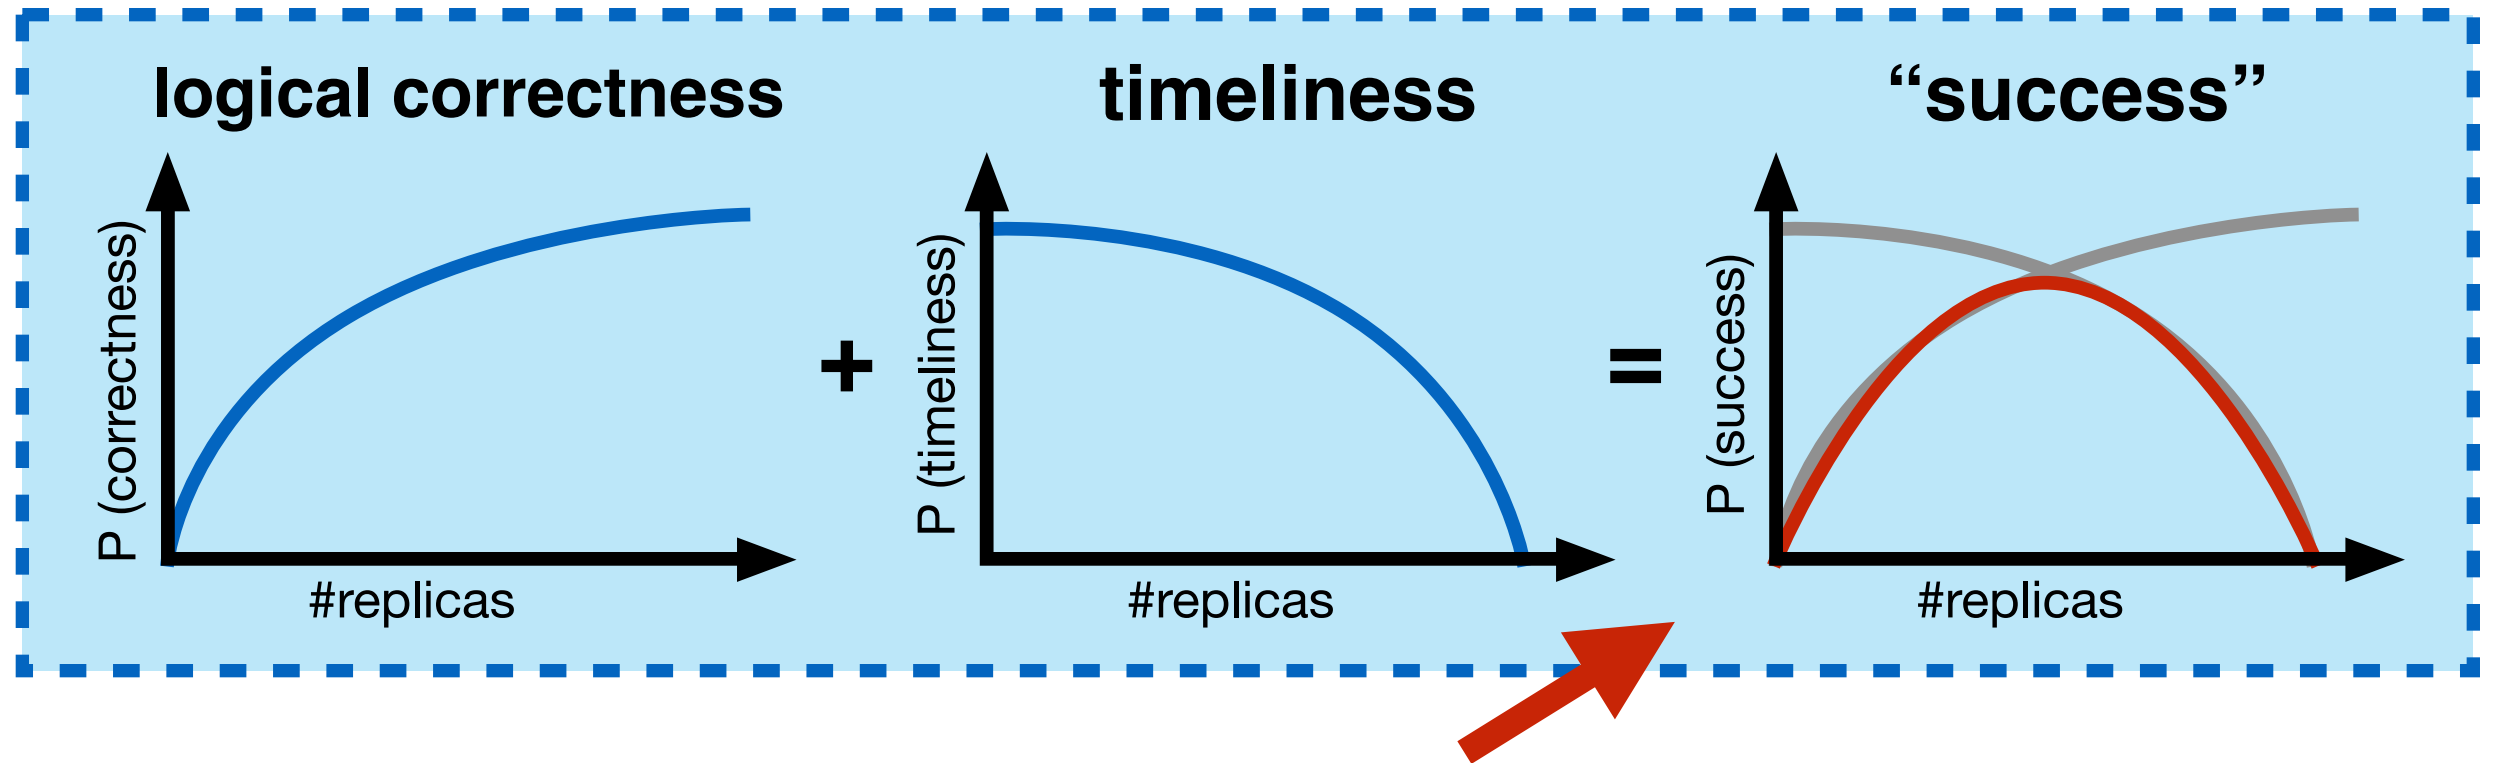 logical correctness
timeliness
“success”
P (correctness)
+
P (timeliness)
=
P (success)
#replicas
#replicas
#replicas